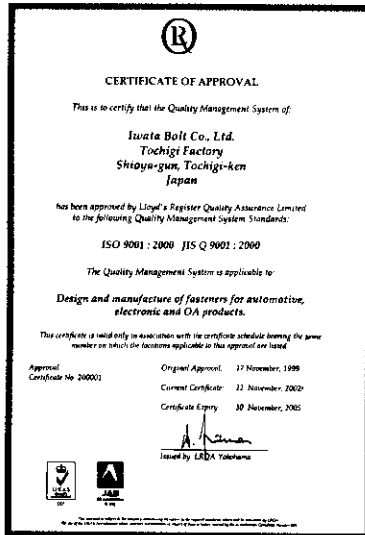 CERTIFICATE OF APPROVAL
This is to certify that the Quality Management System of:
Iwata Bolt Co., Ltd.
Tochigi Factory
Shioya-gun, Tochigi-ken
Japan
has been approved by Lloyd's Register Quality Assurance Limited
to the following Quality Management System Standards:
ISO 9001 : 2000 JIS Q 9001 : 2000
The Quality Management System is applicable to:
Design and manufacture of fasteners for automotive,
electronic and OA products.
This certificate is valid only in association with the certificate schedule bearing the same
number on which the locations applicable to this approval are listed
Approval
Certificate No 200001
Original Approval: 17 November, 1999
Current Certificate: 22 November, 2002
Certificate Expiry 30 November, 2005
Issued by LRQA Yokohama
UKAS
JAB